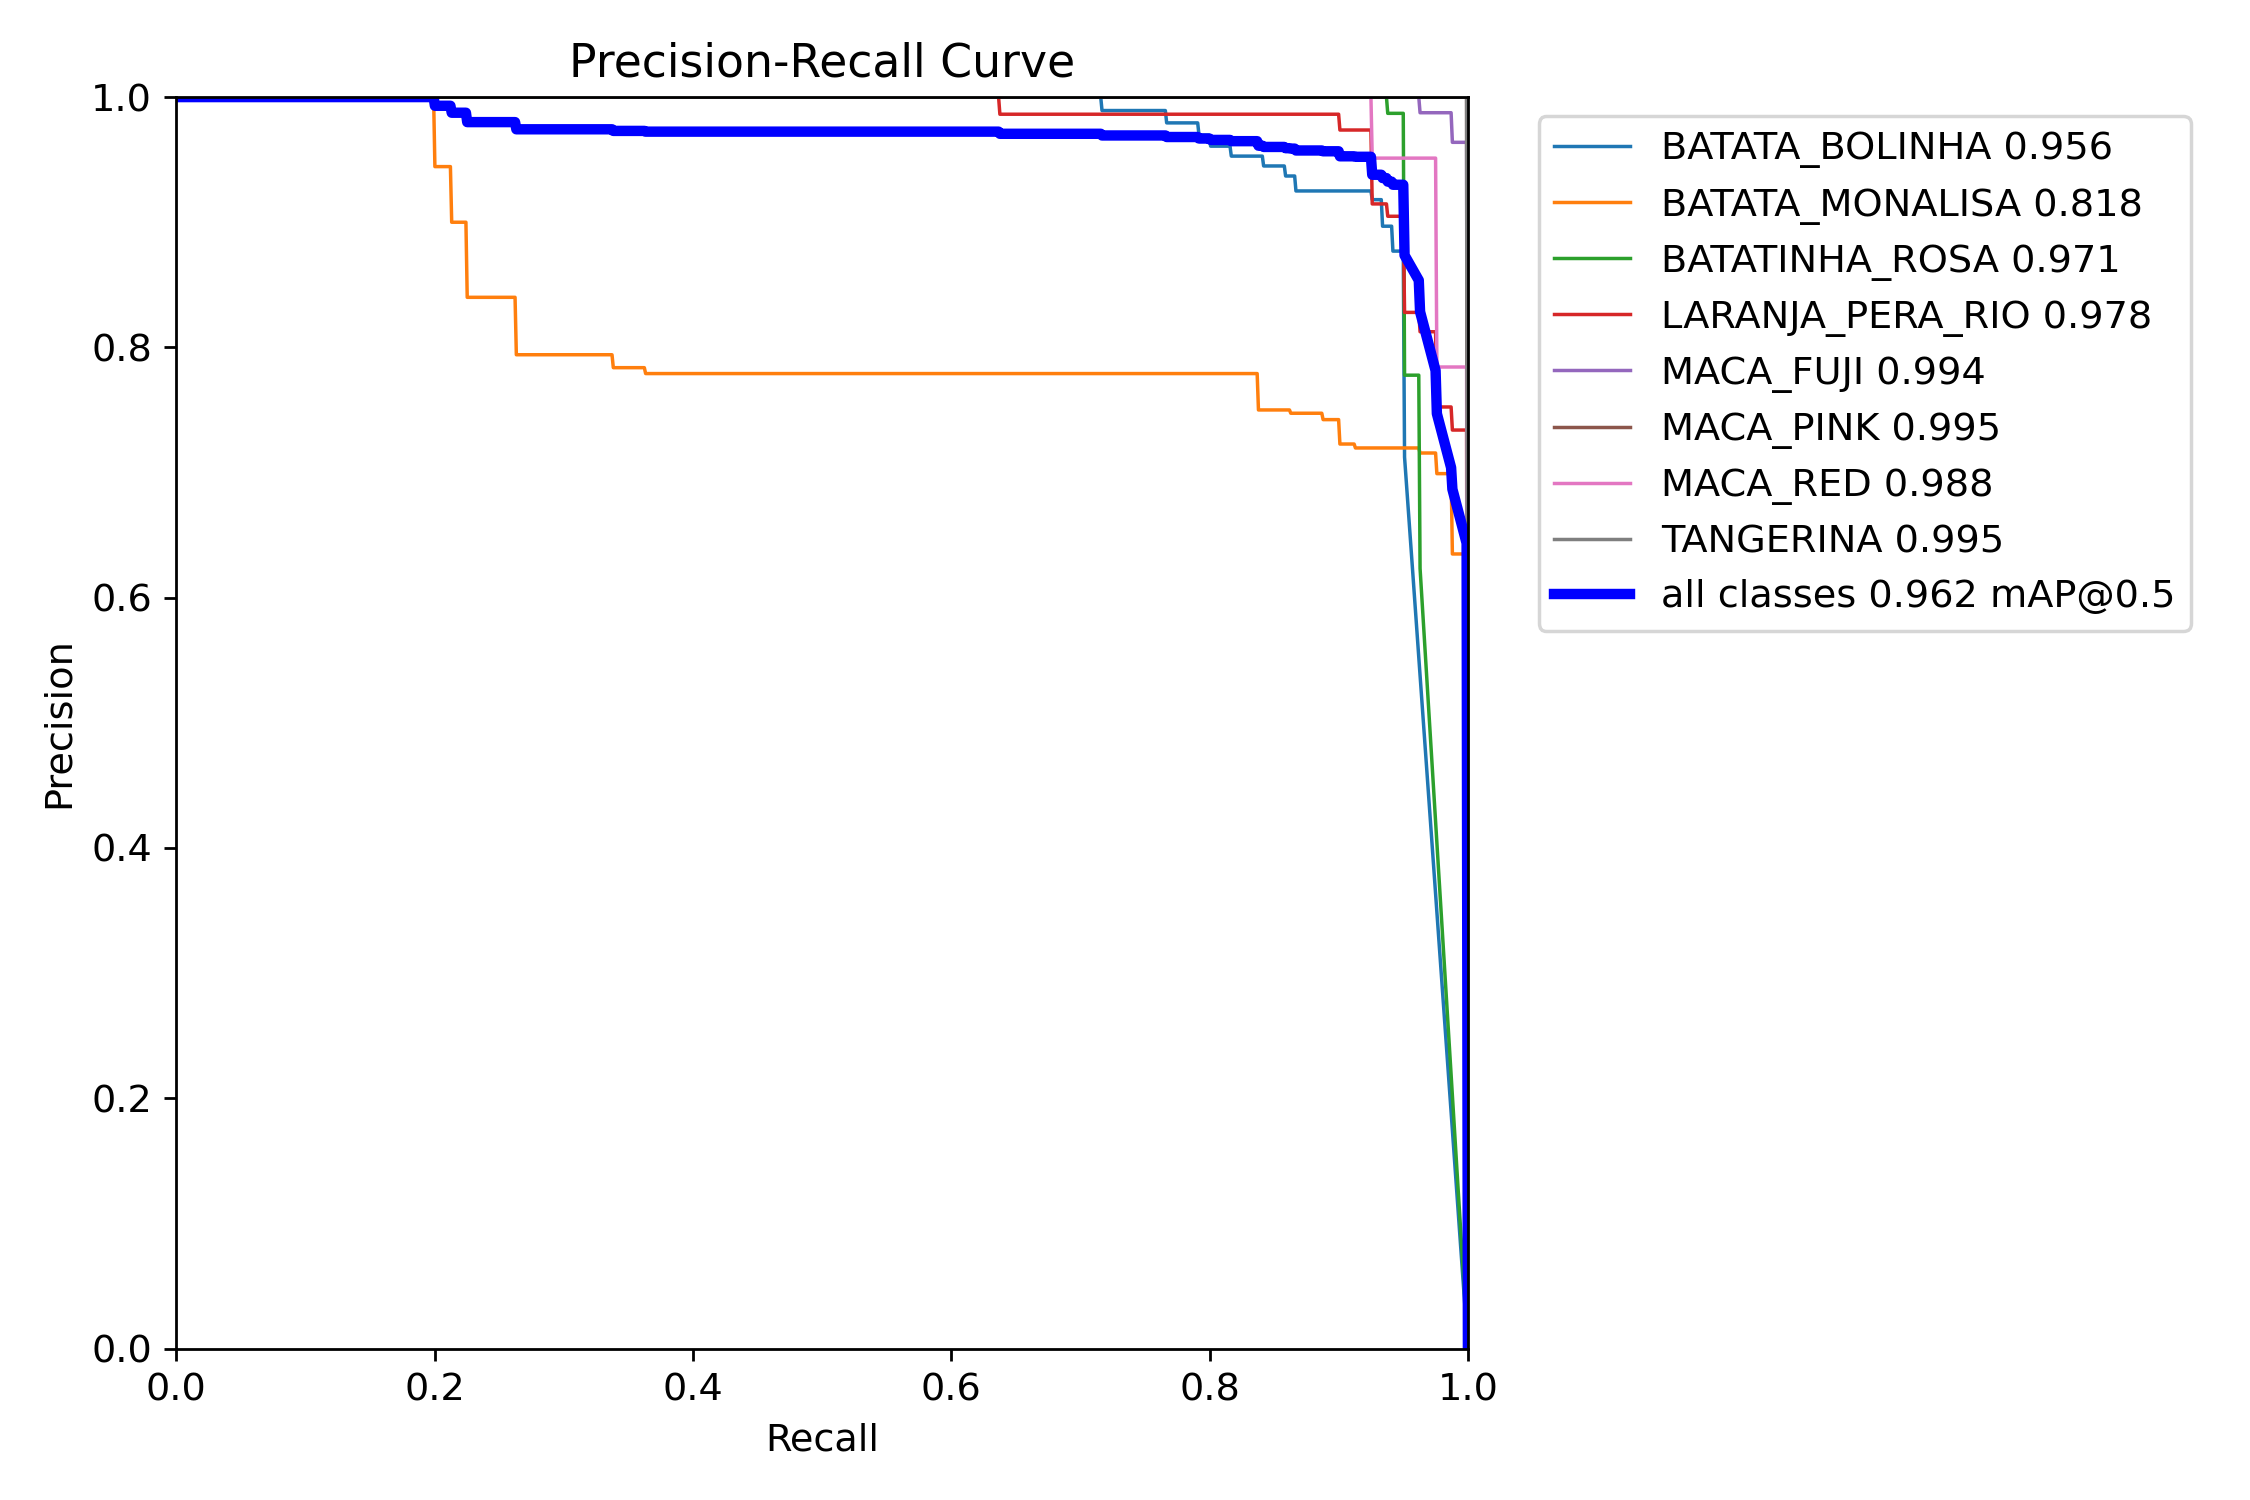 Precision-Recall Curve
1.0
0.8
0.6
0.4
0.2
0.0
Precision
0.0 0.2 0.4 0.6 0.8 1.0
Recall
BATATA_BOLINHA 0.956
BATATA_MONALISA 0.818
BATATINHA_ROSA 0.971
LARANJA_PERA_RIO 0.978
MACA_FUJI 0.994
MACA_PINK 0.995
MACA_RED 0.988
TANGERINA 0.995
all classes 0.962 mAP@0.5